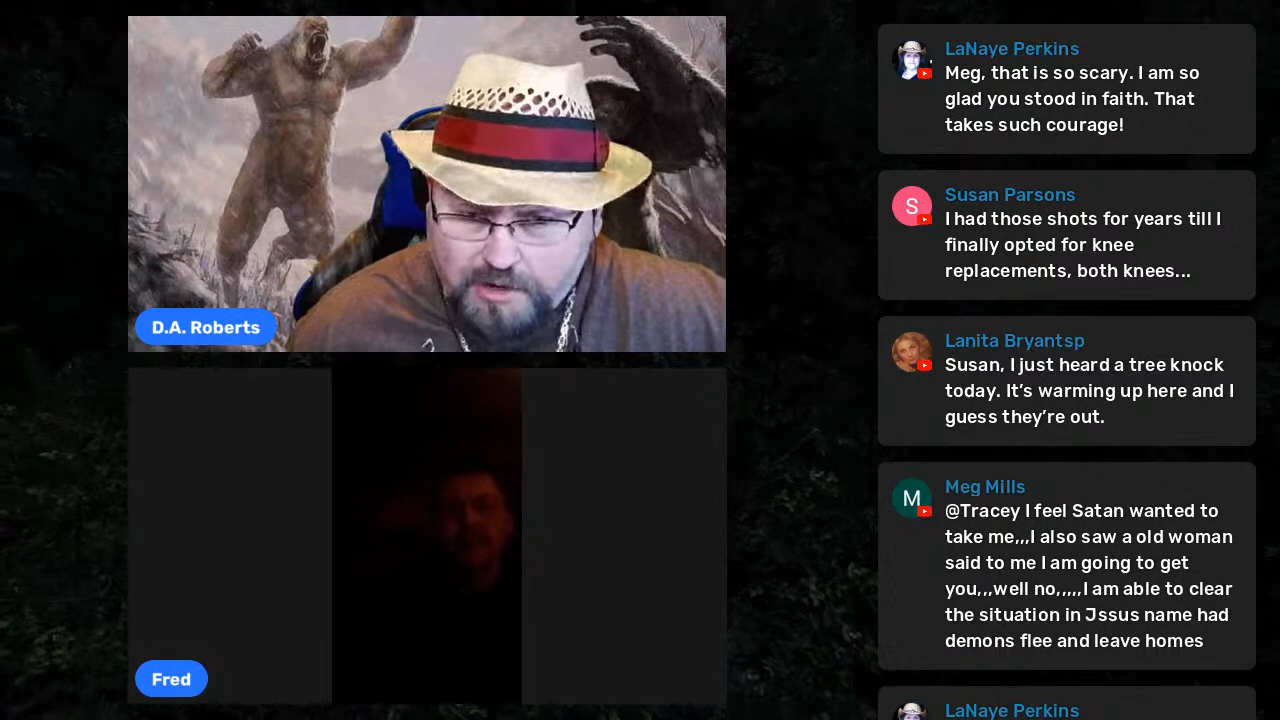 D.A. Roberts
Fred
LaNaye Perkins
Meg, that is so scary. I am so
glad you stood in faith. That
takes such courage!
S
Susan Parsons
I had those shots for years till I
finally opted for knee
replacements, both knees...
Lanita Bryantsp
Susan, I just heard a tree knock
today. It’s warming up here and I
guess they’re out.
M
Meg Mills
@Tracey I feel Satan wanted to
take me,,,I also saw a old woman
said to me I am going to get
you,,,well no,,,,,I am able to clear
the situation in Jssus name had
demons flee and leave homes
LaNaye Perkins